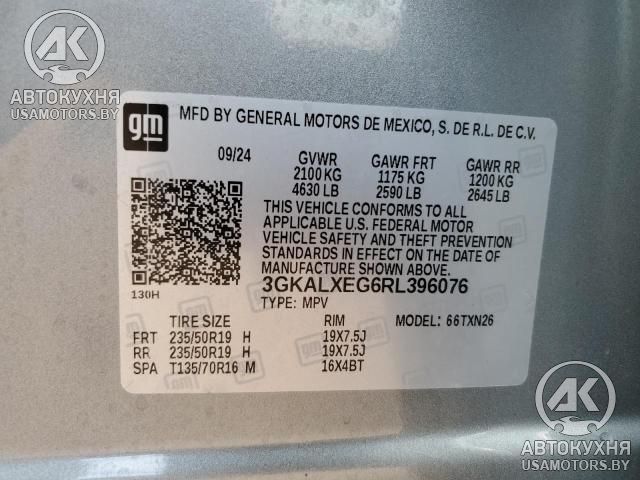 АВТОКУХНЯ
USAMOTORS.BY
gm
MFD BY GENERAL MOTORS DE MEXICO, S. DE R.L. DE C.V.
09/24 GVWR GAWR FRT GAWR RR
2100 KG 1175 KG 1200 KG
4630 LB 2590 LB 2645 LB
THIS VEHICLE CONFORMS TO ALL
APPLICABLE U.S. FEDERAL MOTOR
VEHICLE SAFETY AND THEFT PREVENTION
STANDARDS IN EFFECT ON THE DATE OF
MANUFACTURE SHOWN ABOVE.
3GKALXEG6RL396076
130H
TYPE: MPV
TIRE SIZE RIM MODEL: 66TXN26
FRT 235/50R19 H 19X7.5J
RR 235/50R19 H 19X7.5J
SPA T135/70R16 M 16X4BT
АВТОКУХНЯ
USAMOTORS.BY